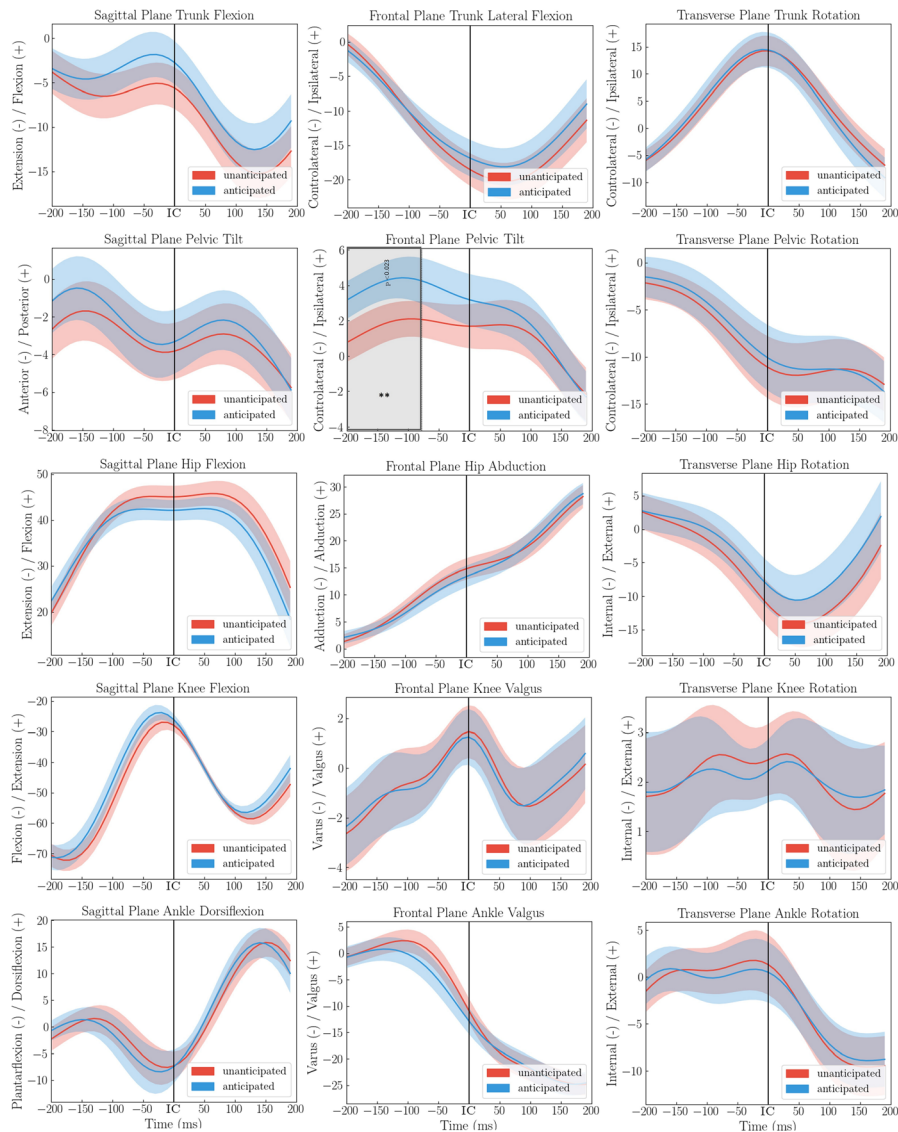 Sagittal Plane Trunk Flexion
Extension (-) / Flexion (+)
0
−5
−10
−15
unanticipated
anticipated
−200 −150 −100 −50 IC 50 100 150 200
Frontal Plane Trunk Lateral Flexion
Controlateral (-) / Ipsilateral (+)
0
−5
−10
−15
−20
unanticipated
anticipated
−200 −150 −100 −50 IC 50 100 150 200
Transverse Plane Trunk Rotation
Controlateral (-) / Ipsilateral (+)
15
10
5
0
−5
−10
unanticipated
anticipated
−200 −150 −100 −50 IC 50 100 150 200
Sagittal Plane Pelvic Tilt
Anterior (-) / Posterior (+)
0
−2
−4
−6
−8
unanticipated
anticipated
−200 −150 −100 −50 IC 50 100 150 200
Frontal Plane Pelvic Tilt
Controlateral (-) / Ipsilateral (+)
6
4
2
0
−2
−4
P <0.023
**
unanticipated
anticipated
−200 −150 −100 −50 IC 50 100 150 200
Transverse Plane Pelvic Rotation
Controlateral (-) / Ipsilateral (+)
0
−5
−10
−15
unanticipated
anticipated
−200 −150 −100 −50 IC 50 100 150 200
Sagittal Plane Hip Flexion
Extension (-) / Flexion (+)
50
40
30
20
unanticipated
anticipated
−200 −150 −100 −50 IC 50 100 150 200
Frontal Plane Hip Abduction
Adduction (-) / Abduction (+)
30
25
20
15
10
5
0
unanticipated
anticipated
−200 −150 −100 −50 IC 50 100 150 200
Transverse Plane Hip Rotation
Internal (-) / External (+)
5
0
−5
−10
−15
unanticipated
anticipated
−200 −150 −100 −50 IC 50 100 150 200
Sagittal Plane Knee Flexion
Flexion (-) / Extension (+)
−20
−30
−40
−50
−60
−70
unanticipated
anticipated
−200 −150 −100 −50 IC 50 100 150 200
Frontal Plane Knee Valgus
Varus (-) / Valgus (+)
2
0
−2
−4
unanticipated
anticipated
−200 −150 −100 −50 IC 50 100 150 200
Transverse Plane Knee Rotation
Internal (-) / External (+)
3
2
1
unanticipated
anticipated
−200 −150 −100 −50 IC 50 100 150 200
Sagittal Plane Ankle Dorsiflexion
Plantarflexion (-) / Dorsiflexion (+)
20
15
10
5
0
−5
−10
unanticipated
anticipated
−200 −150 −100 −50 IC 50 100 150 200
Time (ms)
Frontal Plane Ankle Valgus
Varus (-) / Valgus (+)
5
0
−5
−10
−15
−20
−25
unanticipated
anticipated
−200 −150 −100 −50 IC 50 100 150 200
Time (ms)
Transverse Plane Ankle Rotation
Internal (-) / External (+)
5
0
−5
−10
unanticipated
anticipated
−200 −150 −100 −50 IC 50 100 150 200
Time (ms)